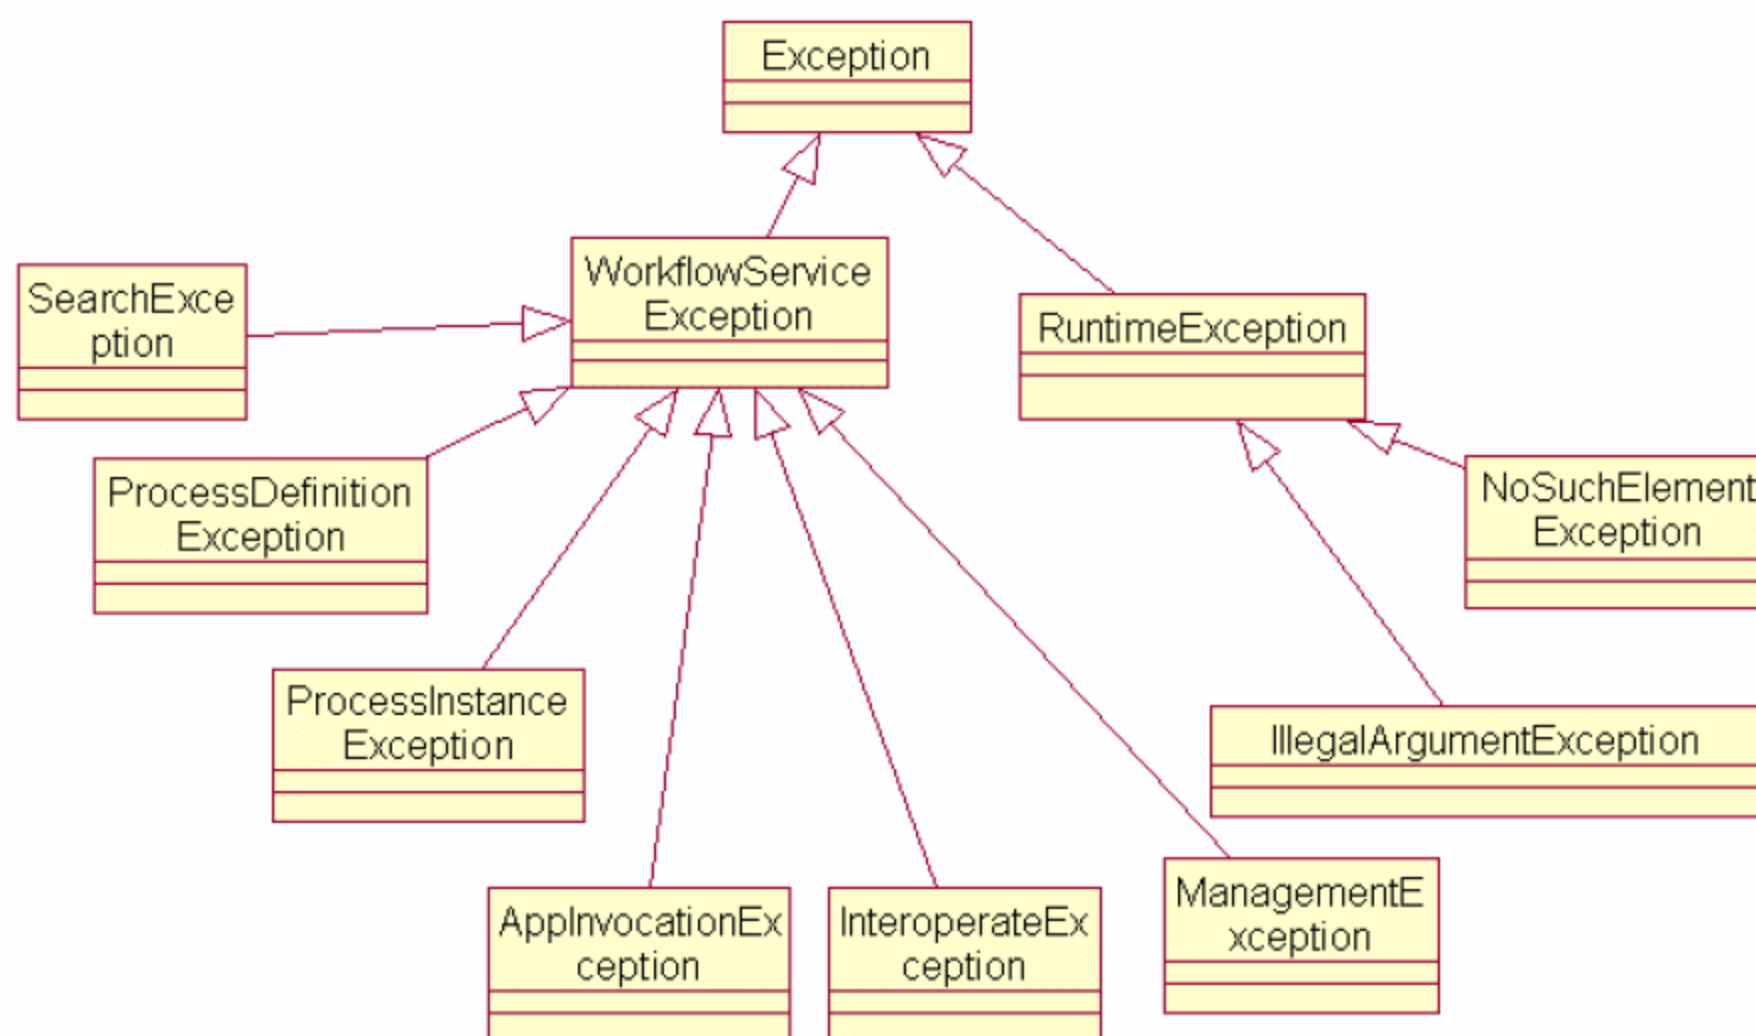 Exception
WorkflowService
Exception
SearchExce
ption
RuntimeException
ProcessDefinition
Exception
NoSuchElement
Exception
ProcessInstance
Exception
IllegalArgumentException
AppInvocationEx
ception
InteroperateEx
ception
ManagementE
xception